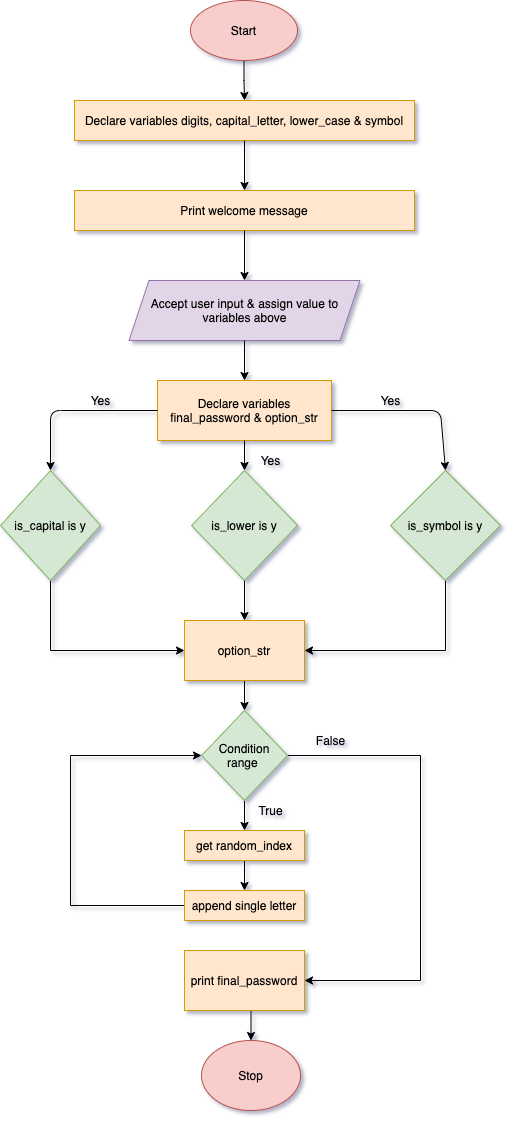 Start
Declare variables digits, capital_letter, lower_case & symbol
Print welcome message
Accept user input & assign value to
variables above
Declare variables
final_password & option_str
Yes
Yes
Yes
is_capital is y
is_lower is y
is_symbol is y
option_str
Condition
range
False
True
get random_index
append single letter
print final_password
Stop